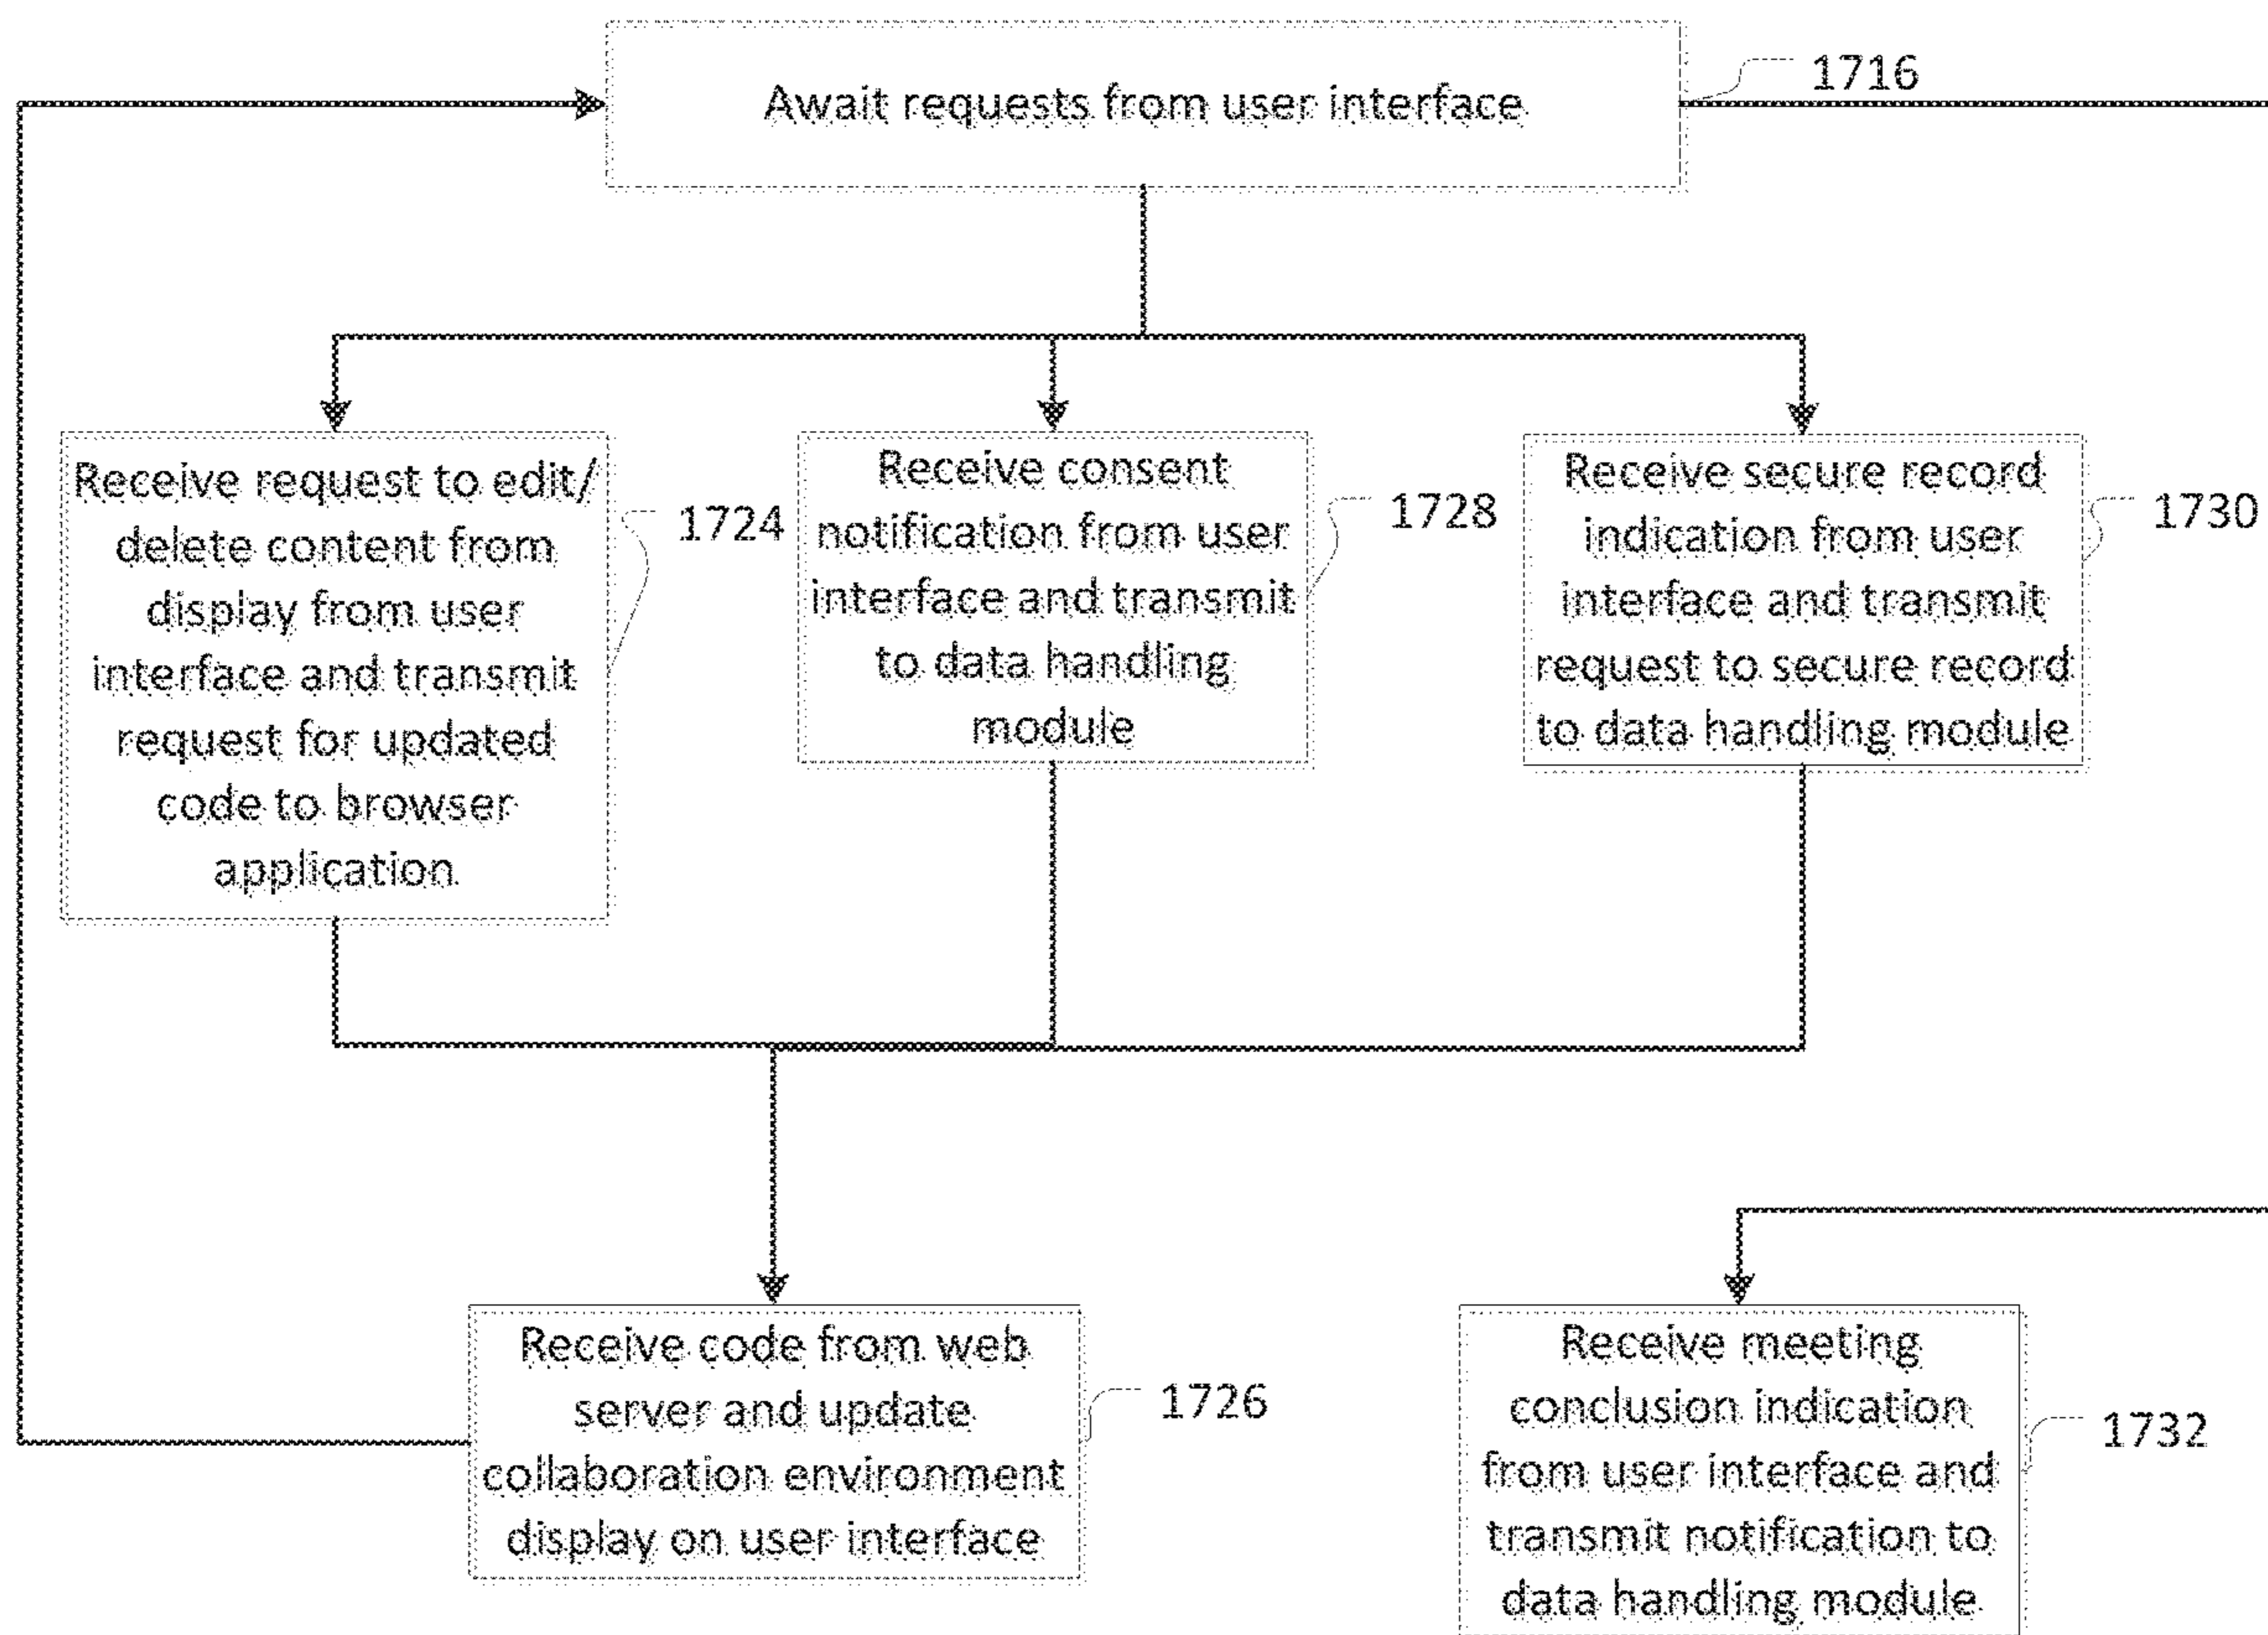 Await requests from user interface
1716
Receive request to edit/
delete content from
display from user
interface and transmit
request for updated
code to browser
application
1724
Receive consent
notification from user
interface and transmit
to data handling
module
1728
Receive secure record
indication from user
interface and transmit
request to secure record
to data handling module
1730
Receive code from web
server and update
collaboration environment
display on user interface
1726
Receive meeting
conclusion indication
from user interface and
transmit notification to
data handling module
1732